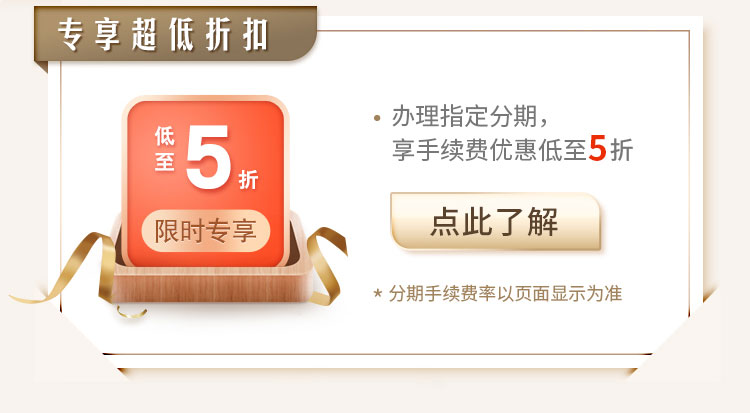 专享超低折扣
低至5折
限时专享
• 办理指定分期，
享手续费优惠低至5折
点此了解
* 分期手续费率以页面显示为准